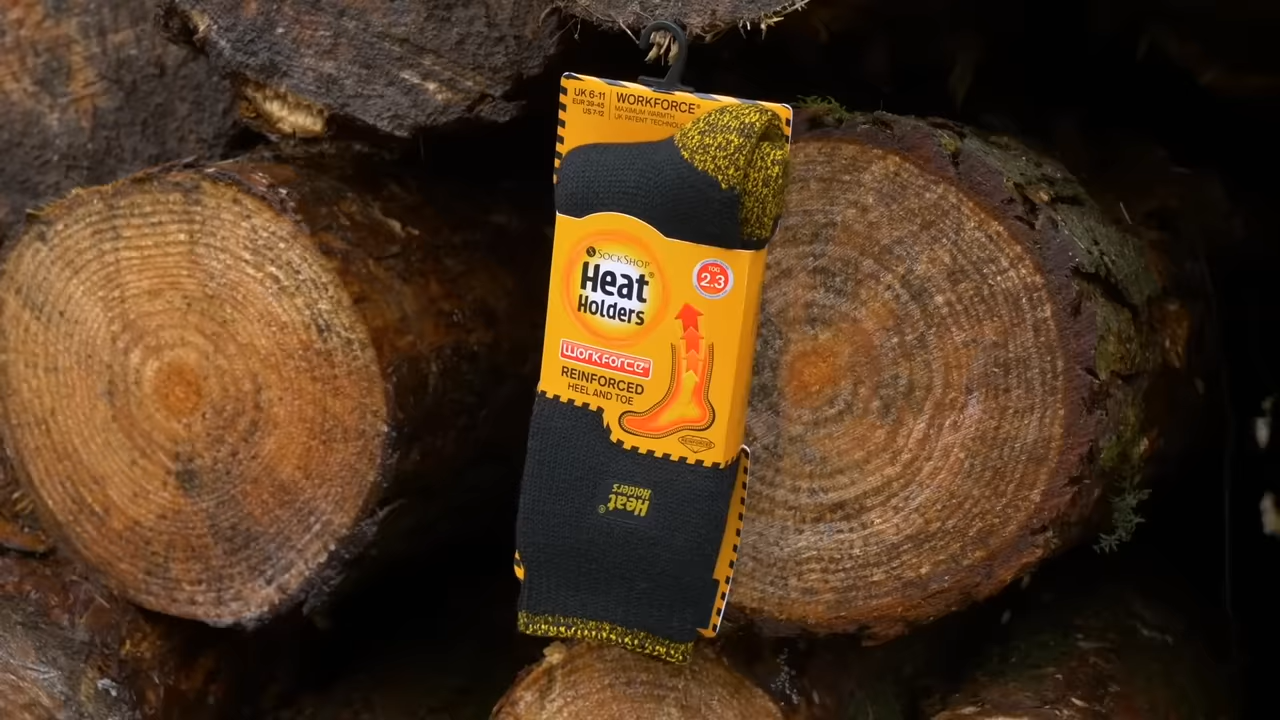 UK 6-11
EUR 39-45
US 7-12
WORKFORCE®
MAXIMUM WARMTH
UK PATENT
SOCKSHOP
Heat
Holders®
TOG
2.3
WORKFORCE
REINFORCED
HEEL AND TOE
REINFORCED
Heat
Holders®